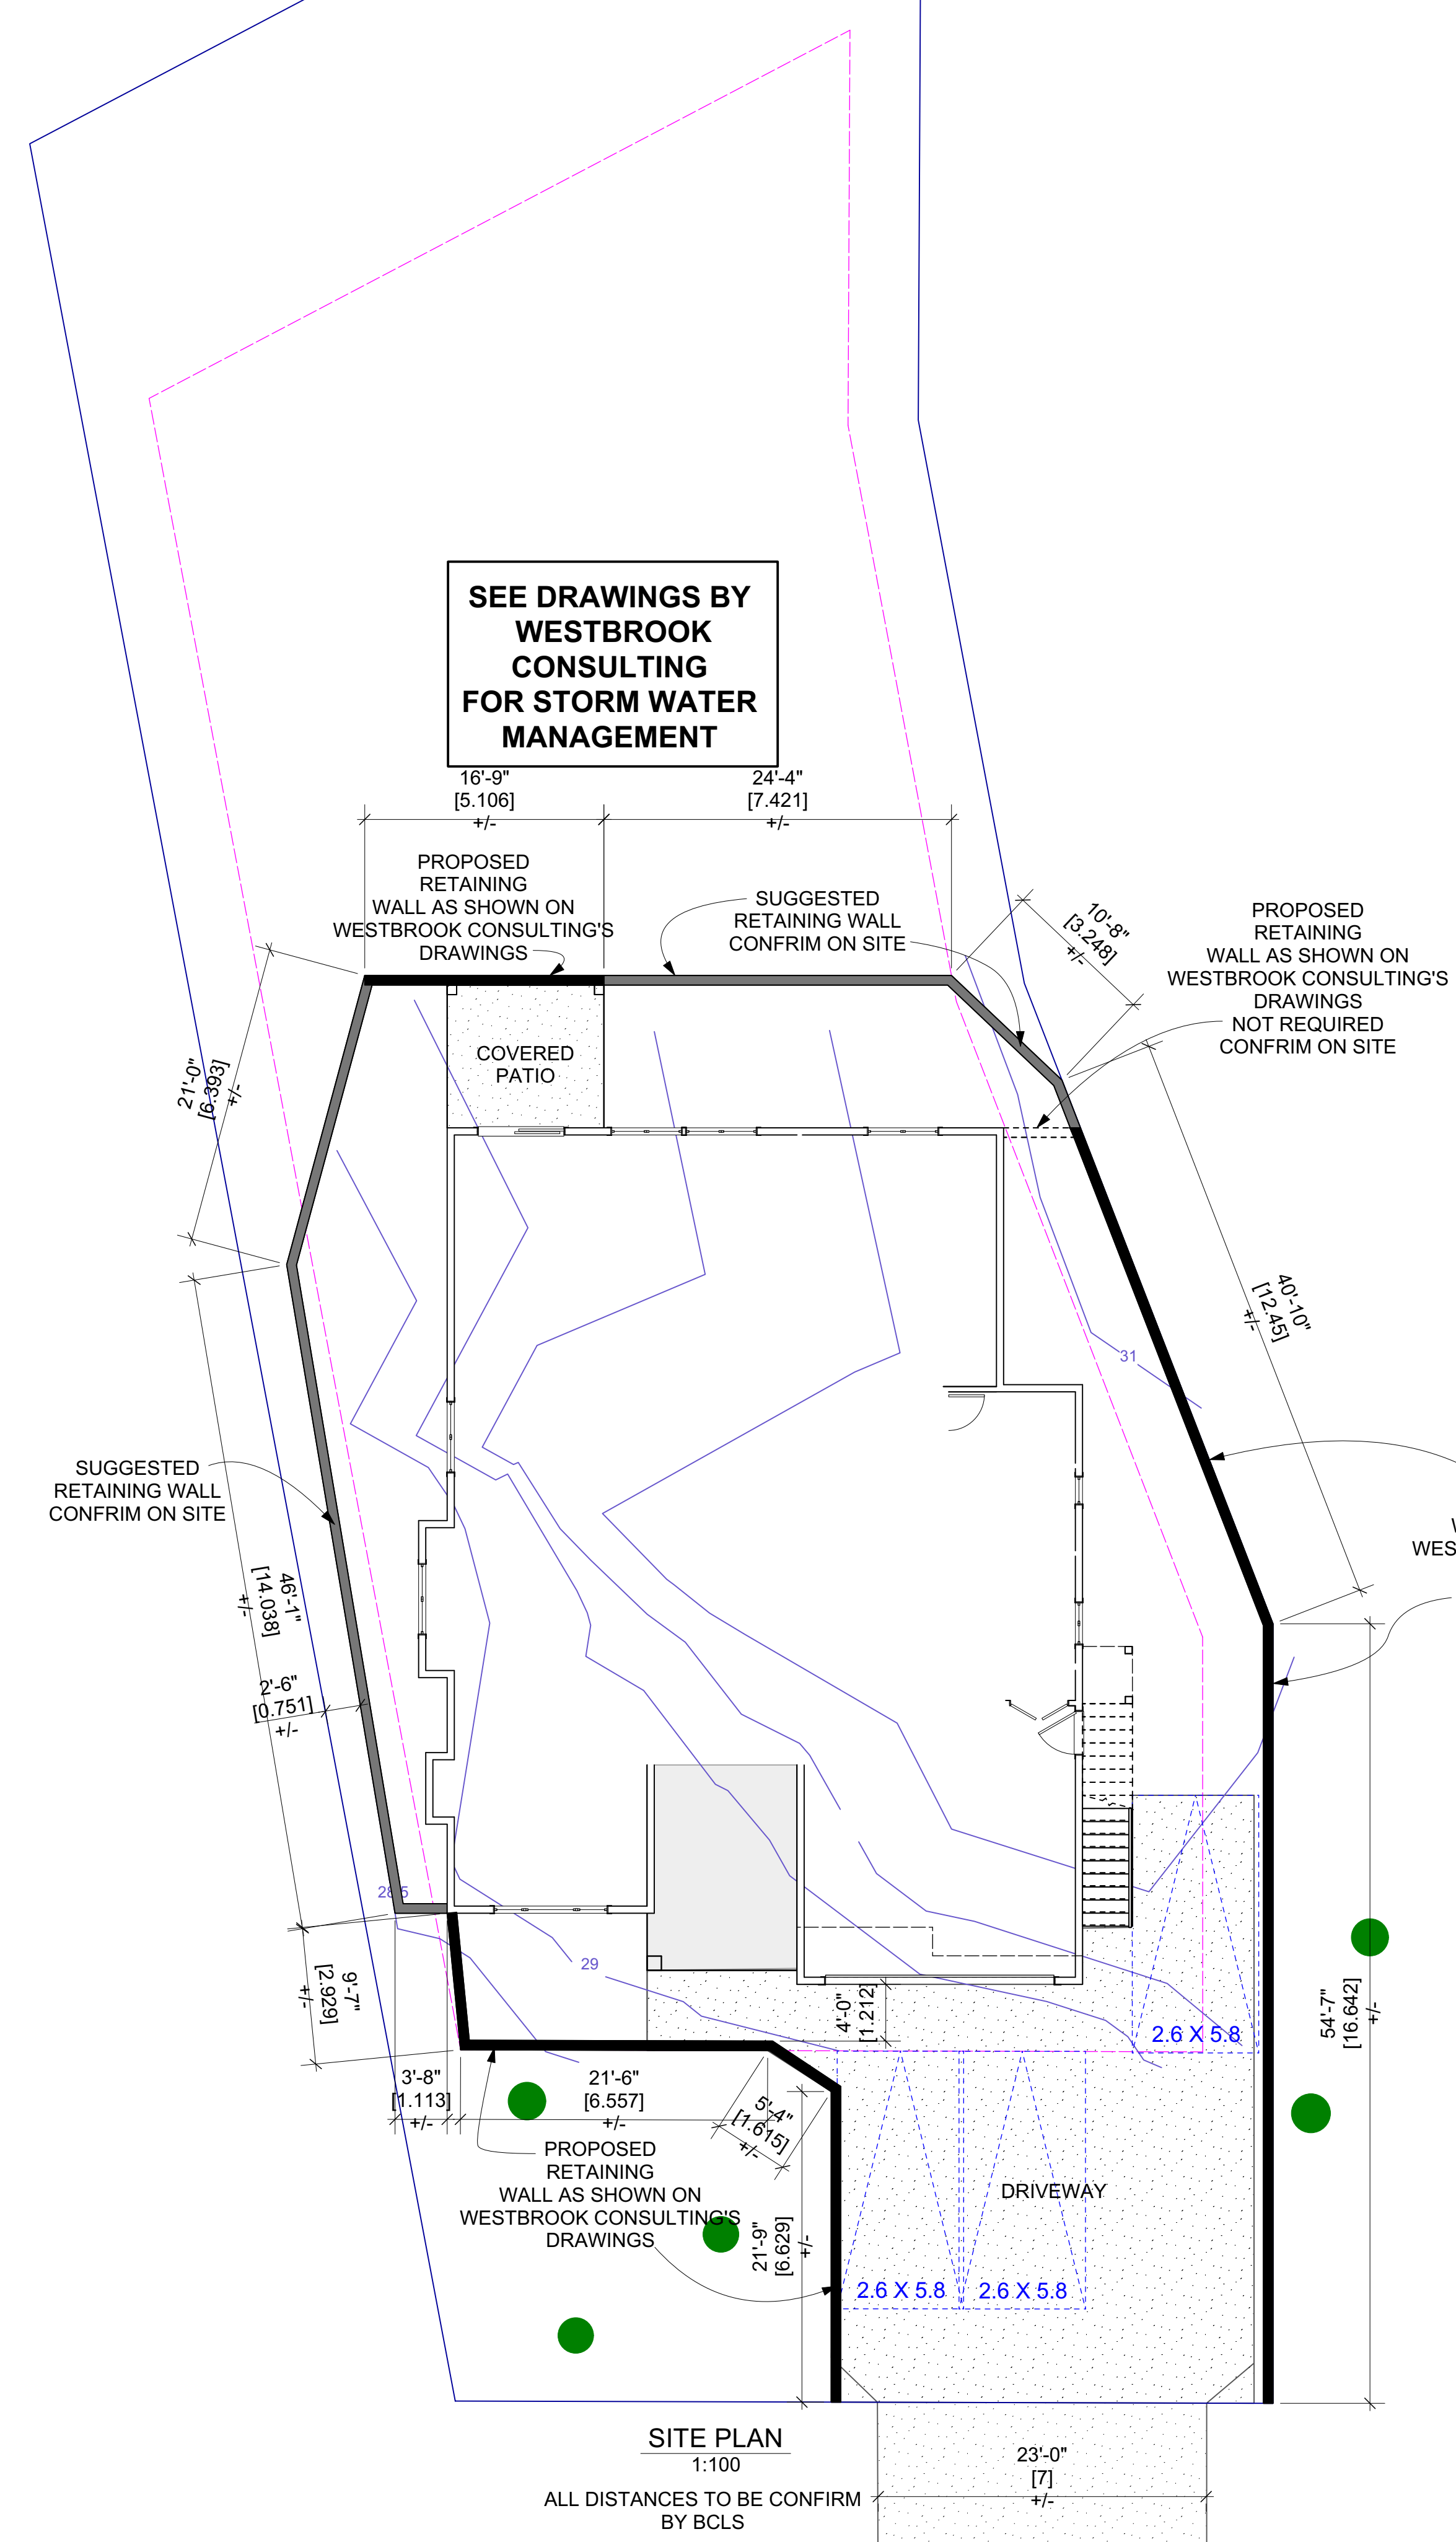 SEE DRAWINGS BY
WESTBROOK
CONSULTING
FOR STORM WATER
MANAGEMENT
16'-9"
[5.106]
+/-
24'-4"
[7.421]
+/-
PROPOSED
RETAINING
WALL AS SHOWN ON
WESTBROOK CONSULTING'S
DRAWINGS
SUGGESTED
RETAINING WALL
CONFRIM ON SITE
10'-8"
[3.248]
+/-
PROPOSED
RETAINING
WALL AS SHOWN ON
WESTBROOK CONSULTING'S
DRAWINGS
NOT REQUIRED
CONFRIM ON SITE
COVERED
PATIO
21'-0"
[6.393]
+/-
40'-10"
[12.45]
+/-
31
SUGGESTED
RETAINING WALL
CONFRIM ON SITE
W
WES
46'-1"
[14.038]
+/-
2'-6"
[0.751]
+/-
28.5
29
9'-7"
[2.929]
+/-
4'-0"
[1.212]
2.6 X 5.8
54'-7"
[16.642]
+/-
3'-8"
[1.113]
+/-
21'-6"
[6.557]
+/-
5'-4"
[1.615]
+/-
PROPOSED
RETAINING
WALL AS SHOWN ON
WESTBROOK CONSULTING'S
DRAWINGS
21'-9"
[6.629]
+/-
DRIVEWAY
2.6 X 5.8
2.6 X 5.8
SITE PLAN
1:100
ALL DISTANCES TO BE CONFIRM
BY BCLS
23'-0"
[7]
+/-